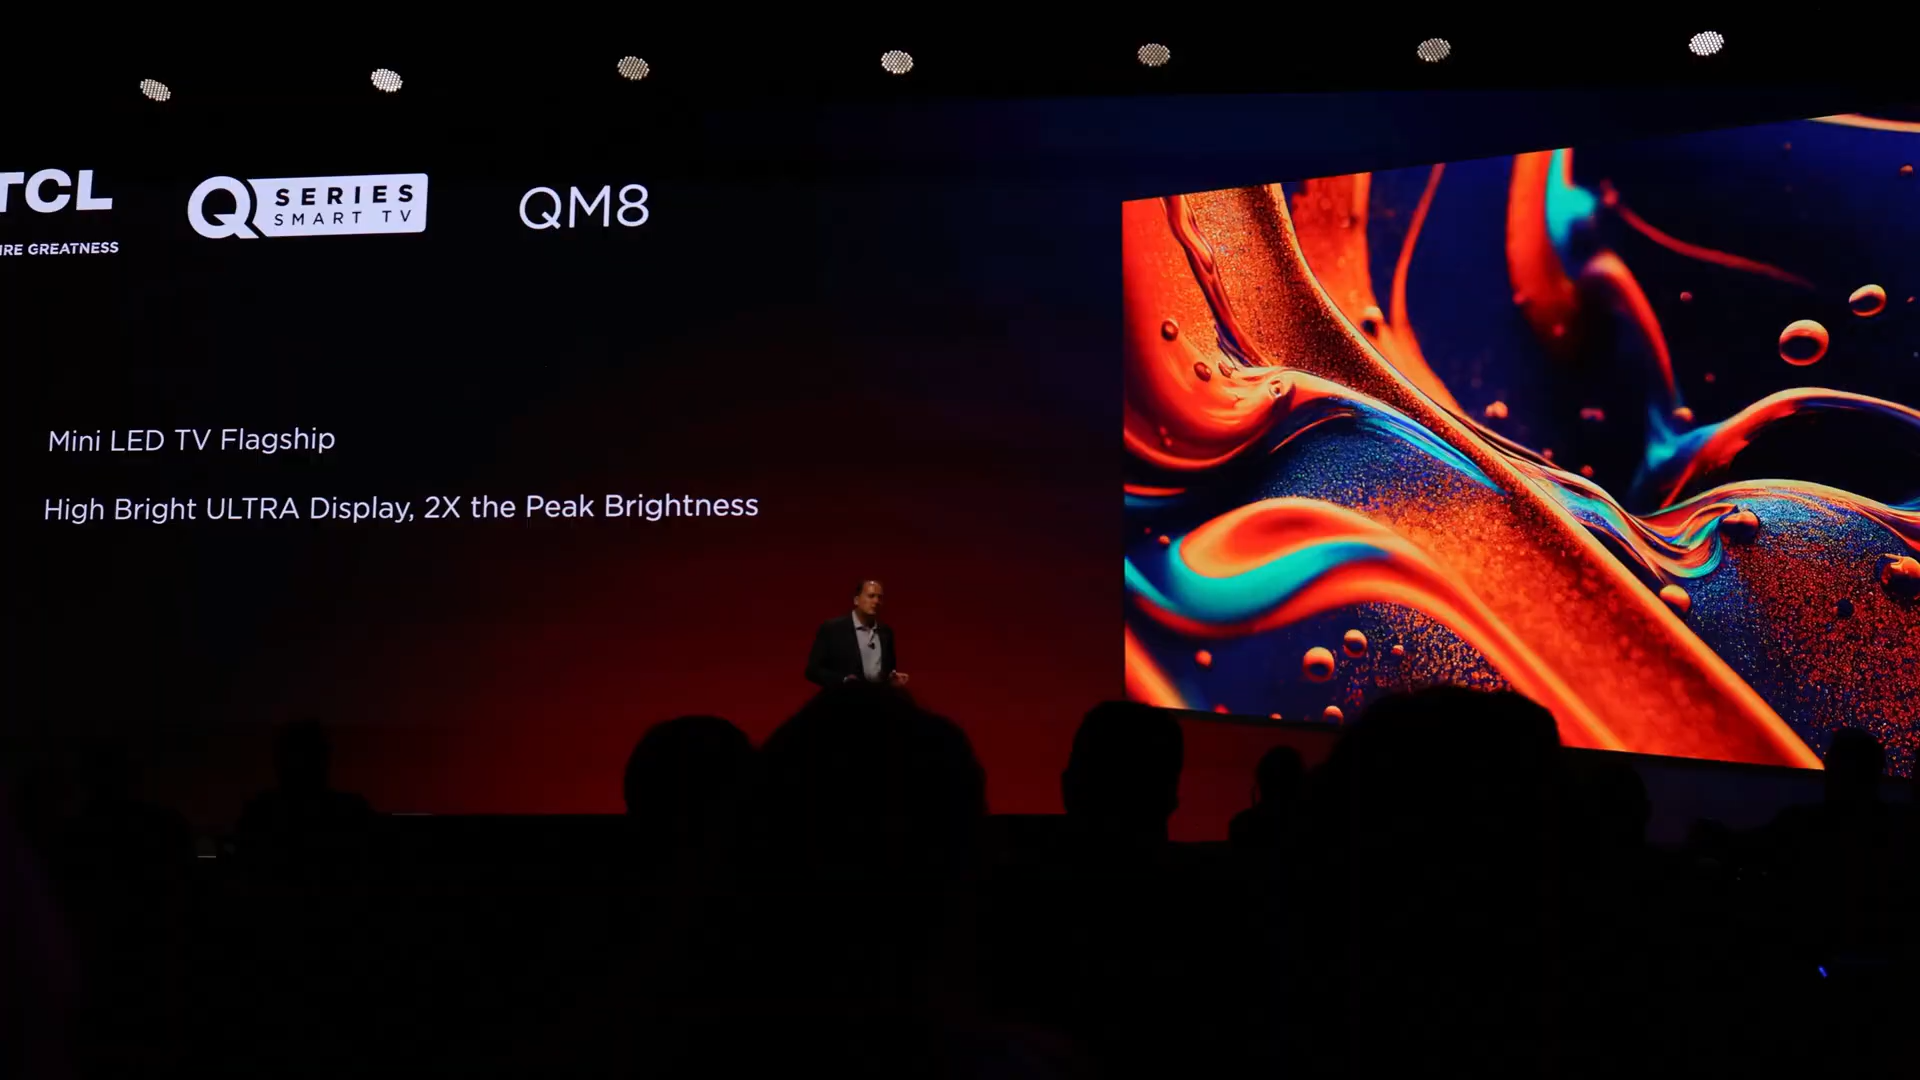 TCL
Q SERIES
SMART TV
QM8
IRE GREATNESS
Mini LED TV Flagship
High Bright ULTRA Display, 2X the Peak Brightness